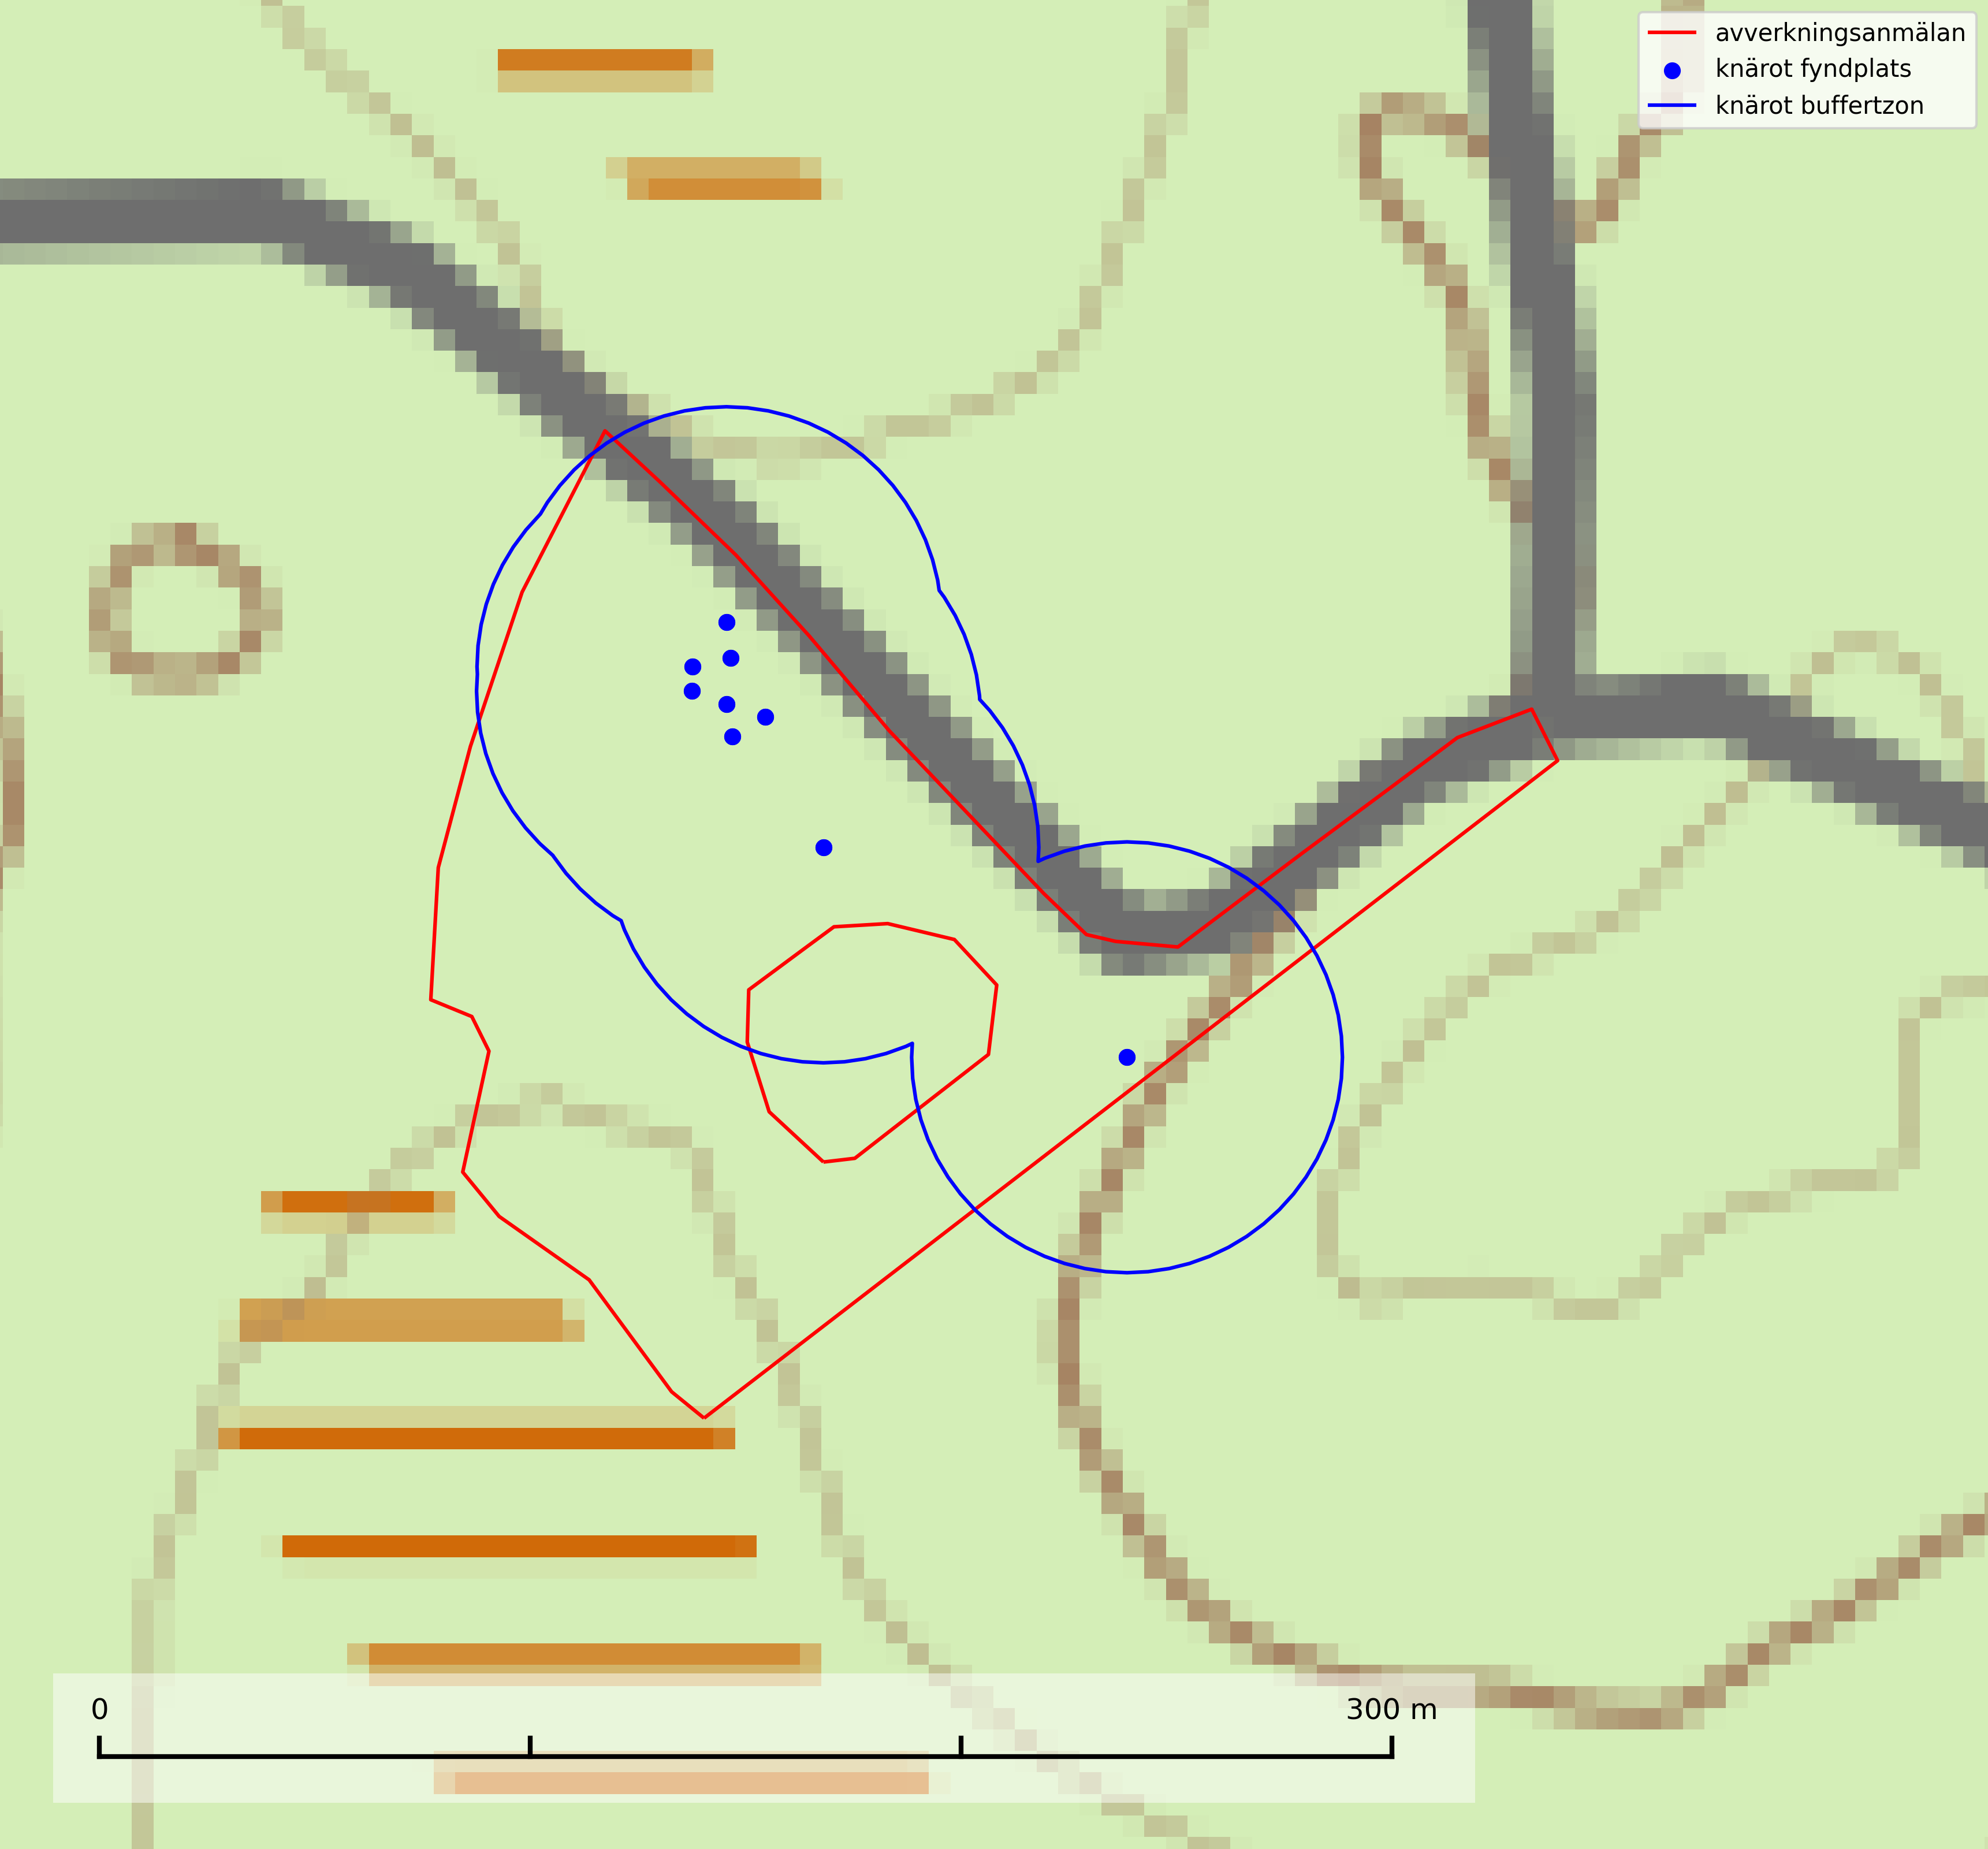 avverkningsanmälan
knärot fyndplats
knärot buffertzon
0 300 m